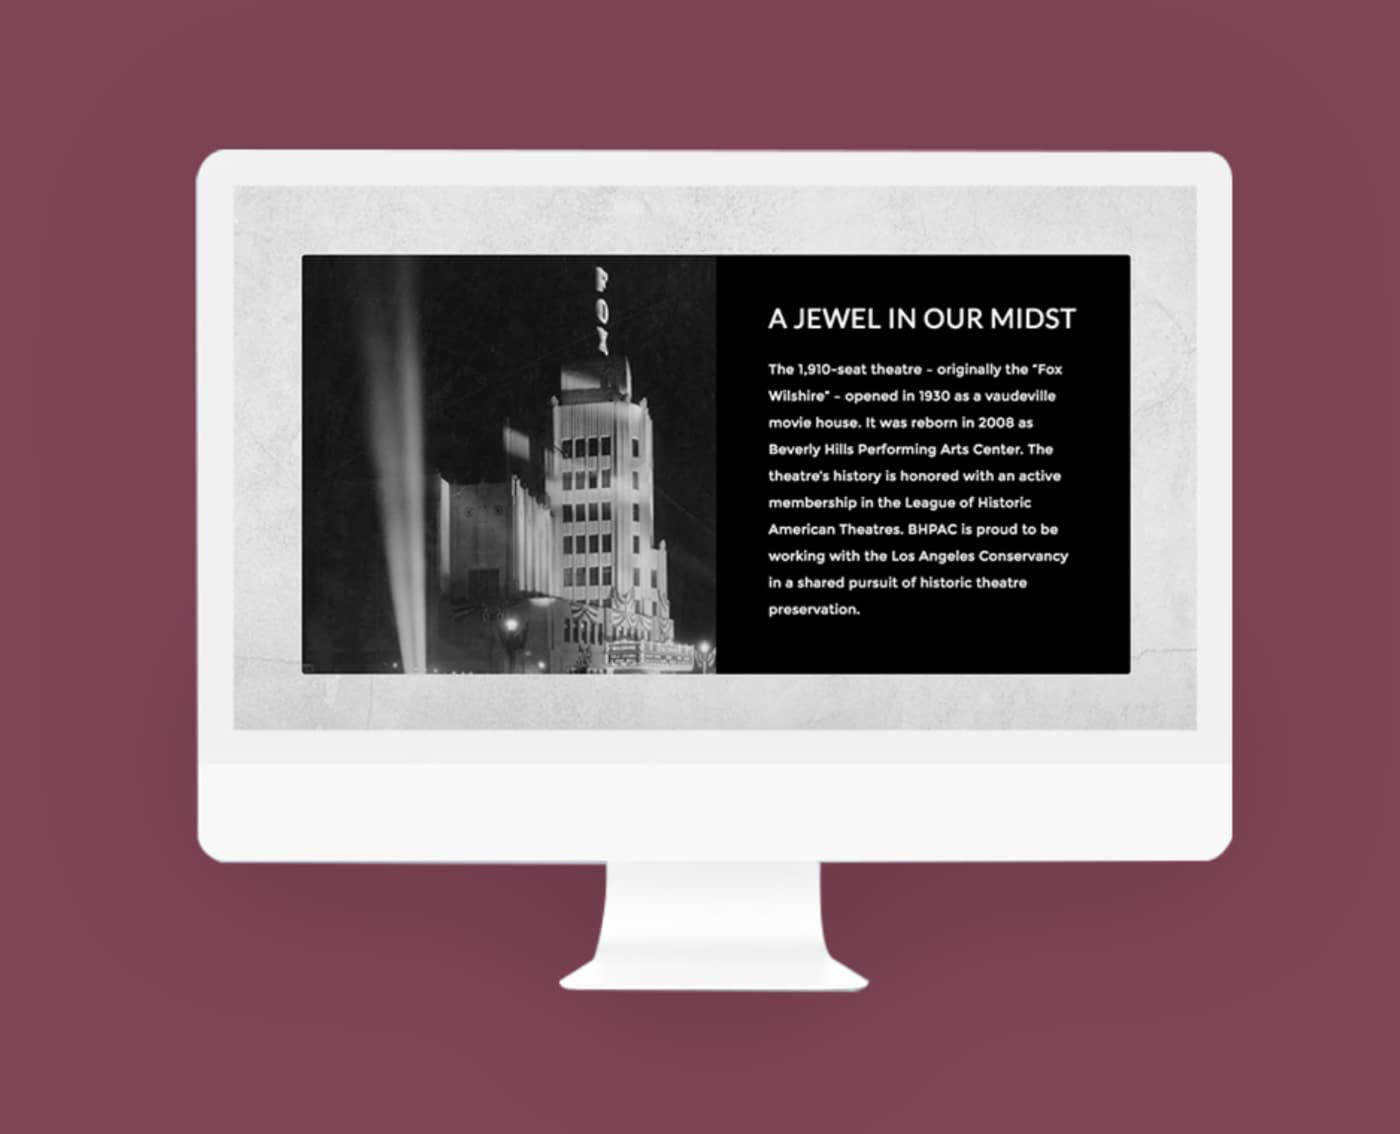 FOX
A JEWEL IN OUR MIDST
The 1,910-seat theatre - originally the "Fox
Wilshire" - opened in 1930 as a vaudeville
movie house. It was reborn in 2008 as
Beverly Hills Performing Arts Center. The
theatre's history is honored with an active
membership in the League of Historic
American Theatres. BHPAC is proud to be
working with the Los Angeles Conservancy
in a shared pursuit of historic theatre
preservation.